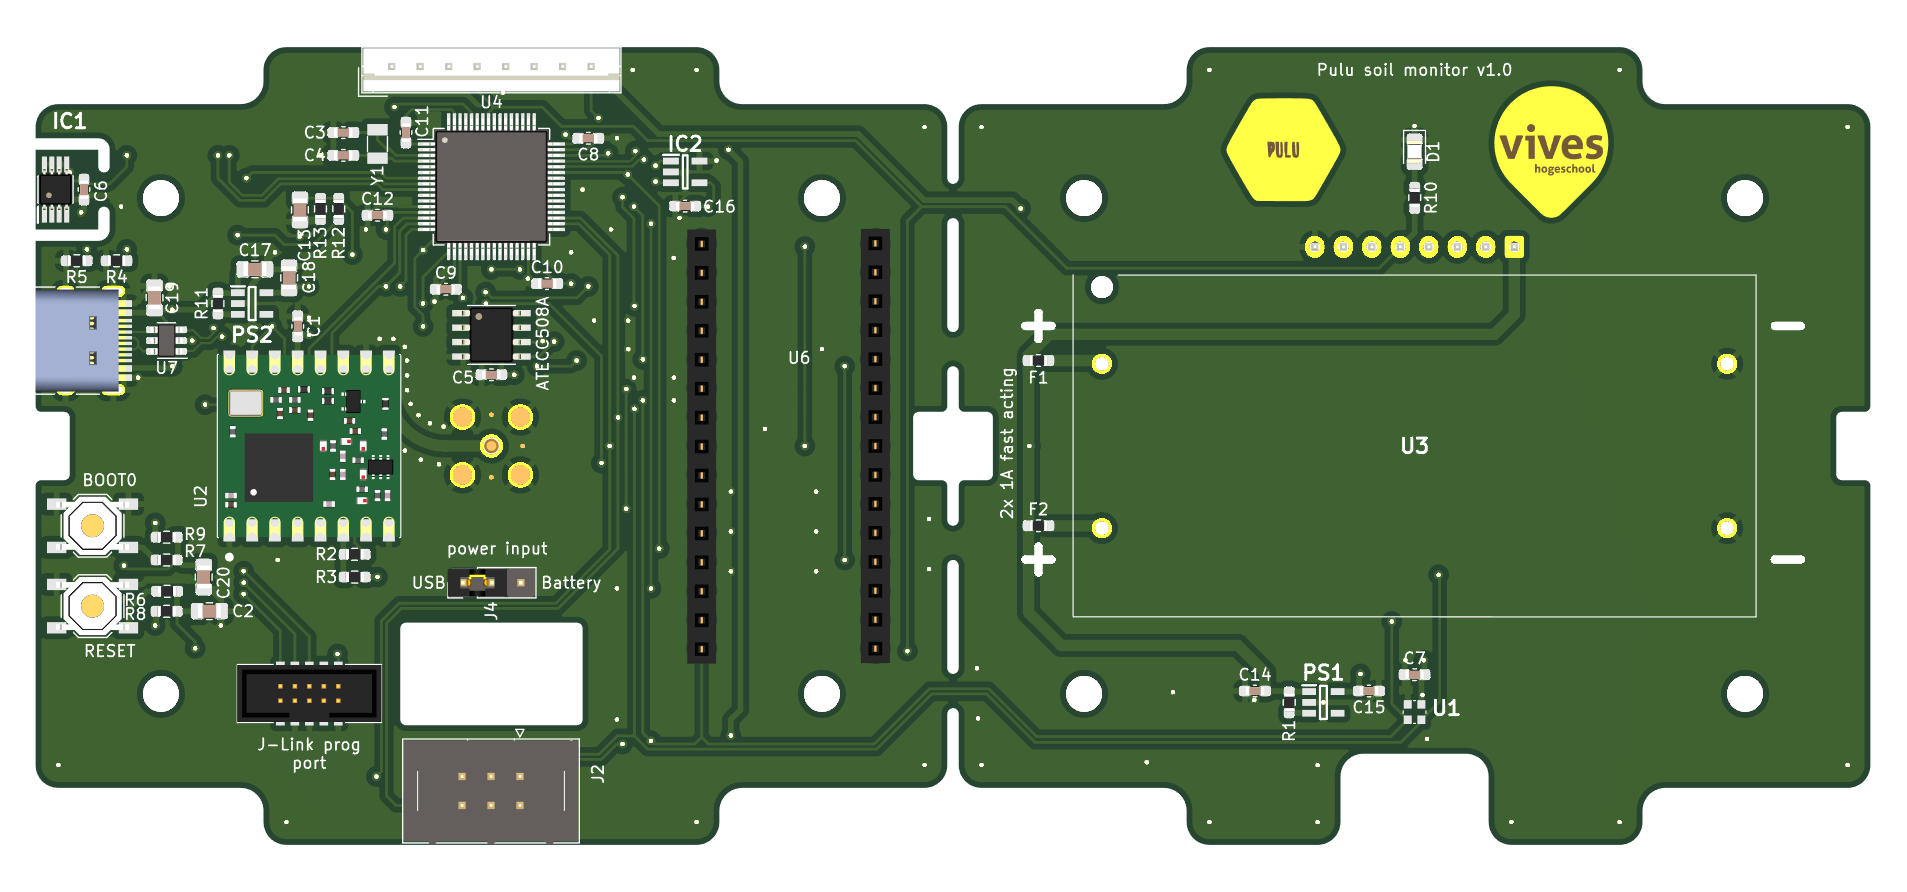 Pulu soil monitor v1.0
IC1
U4
C11
C3
C4
Y1
C8
IC2
C6
C12
C16
C13
R13
R12
R5
R4
C17
C18
C19
R11
PS2
C1
U7
C9
C10
ATECC508A
C5
U6
PULU
vives
hogeschool
D1
R10
F1
2x 1A fast acting
F2
U3
BOOT0
U2
R9
R7
R2
R3
C20
R6
R8
C2
RESET
power input
USB
Battery
J4
J-Link prog
port
J2
C14
PS1
C7
C15
R1
U1